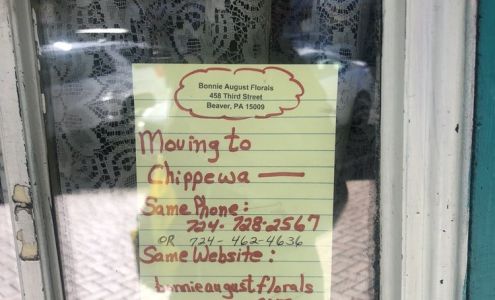 Bonnie August Florals
458 Third Street
Beaver, PA 15009
Moving to
Chippewa —
Same Phone:
724-728-2567
OR 724-462-4636
Same Website:
bonnieaugustflorals